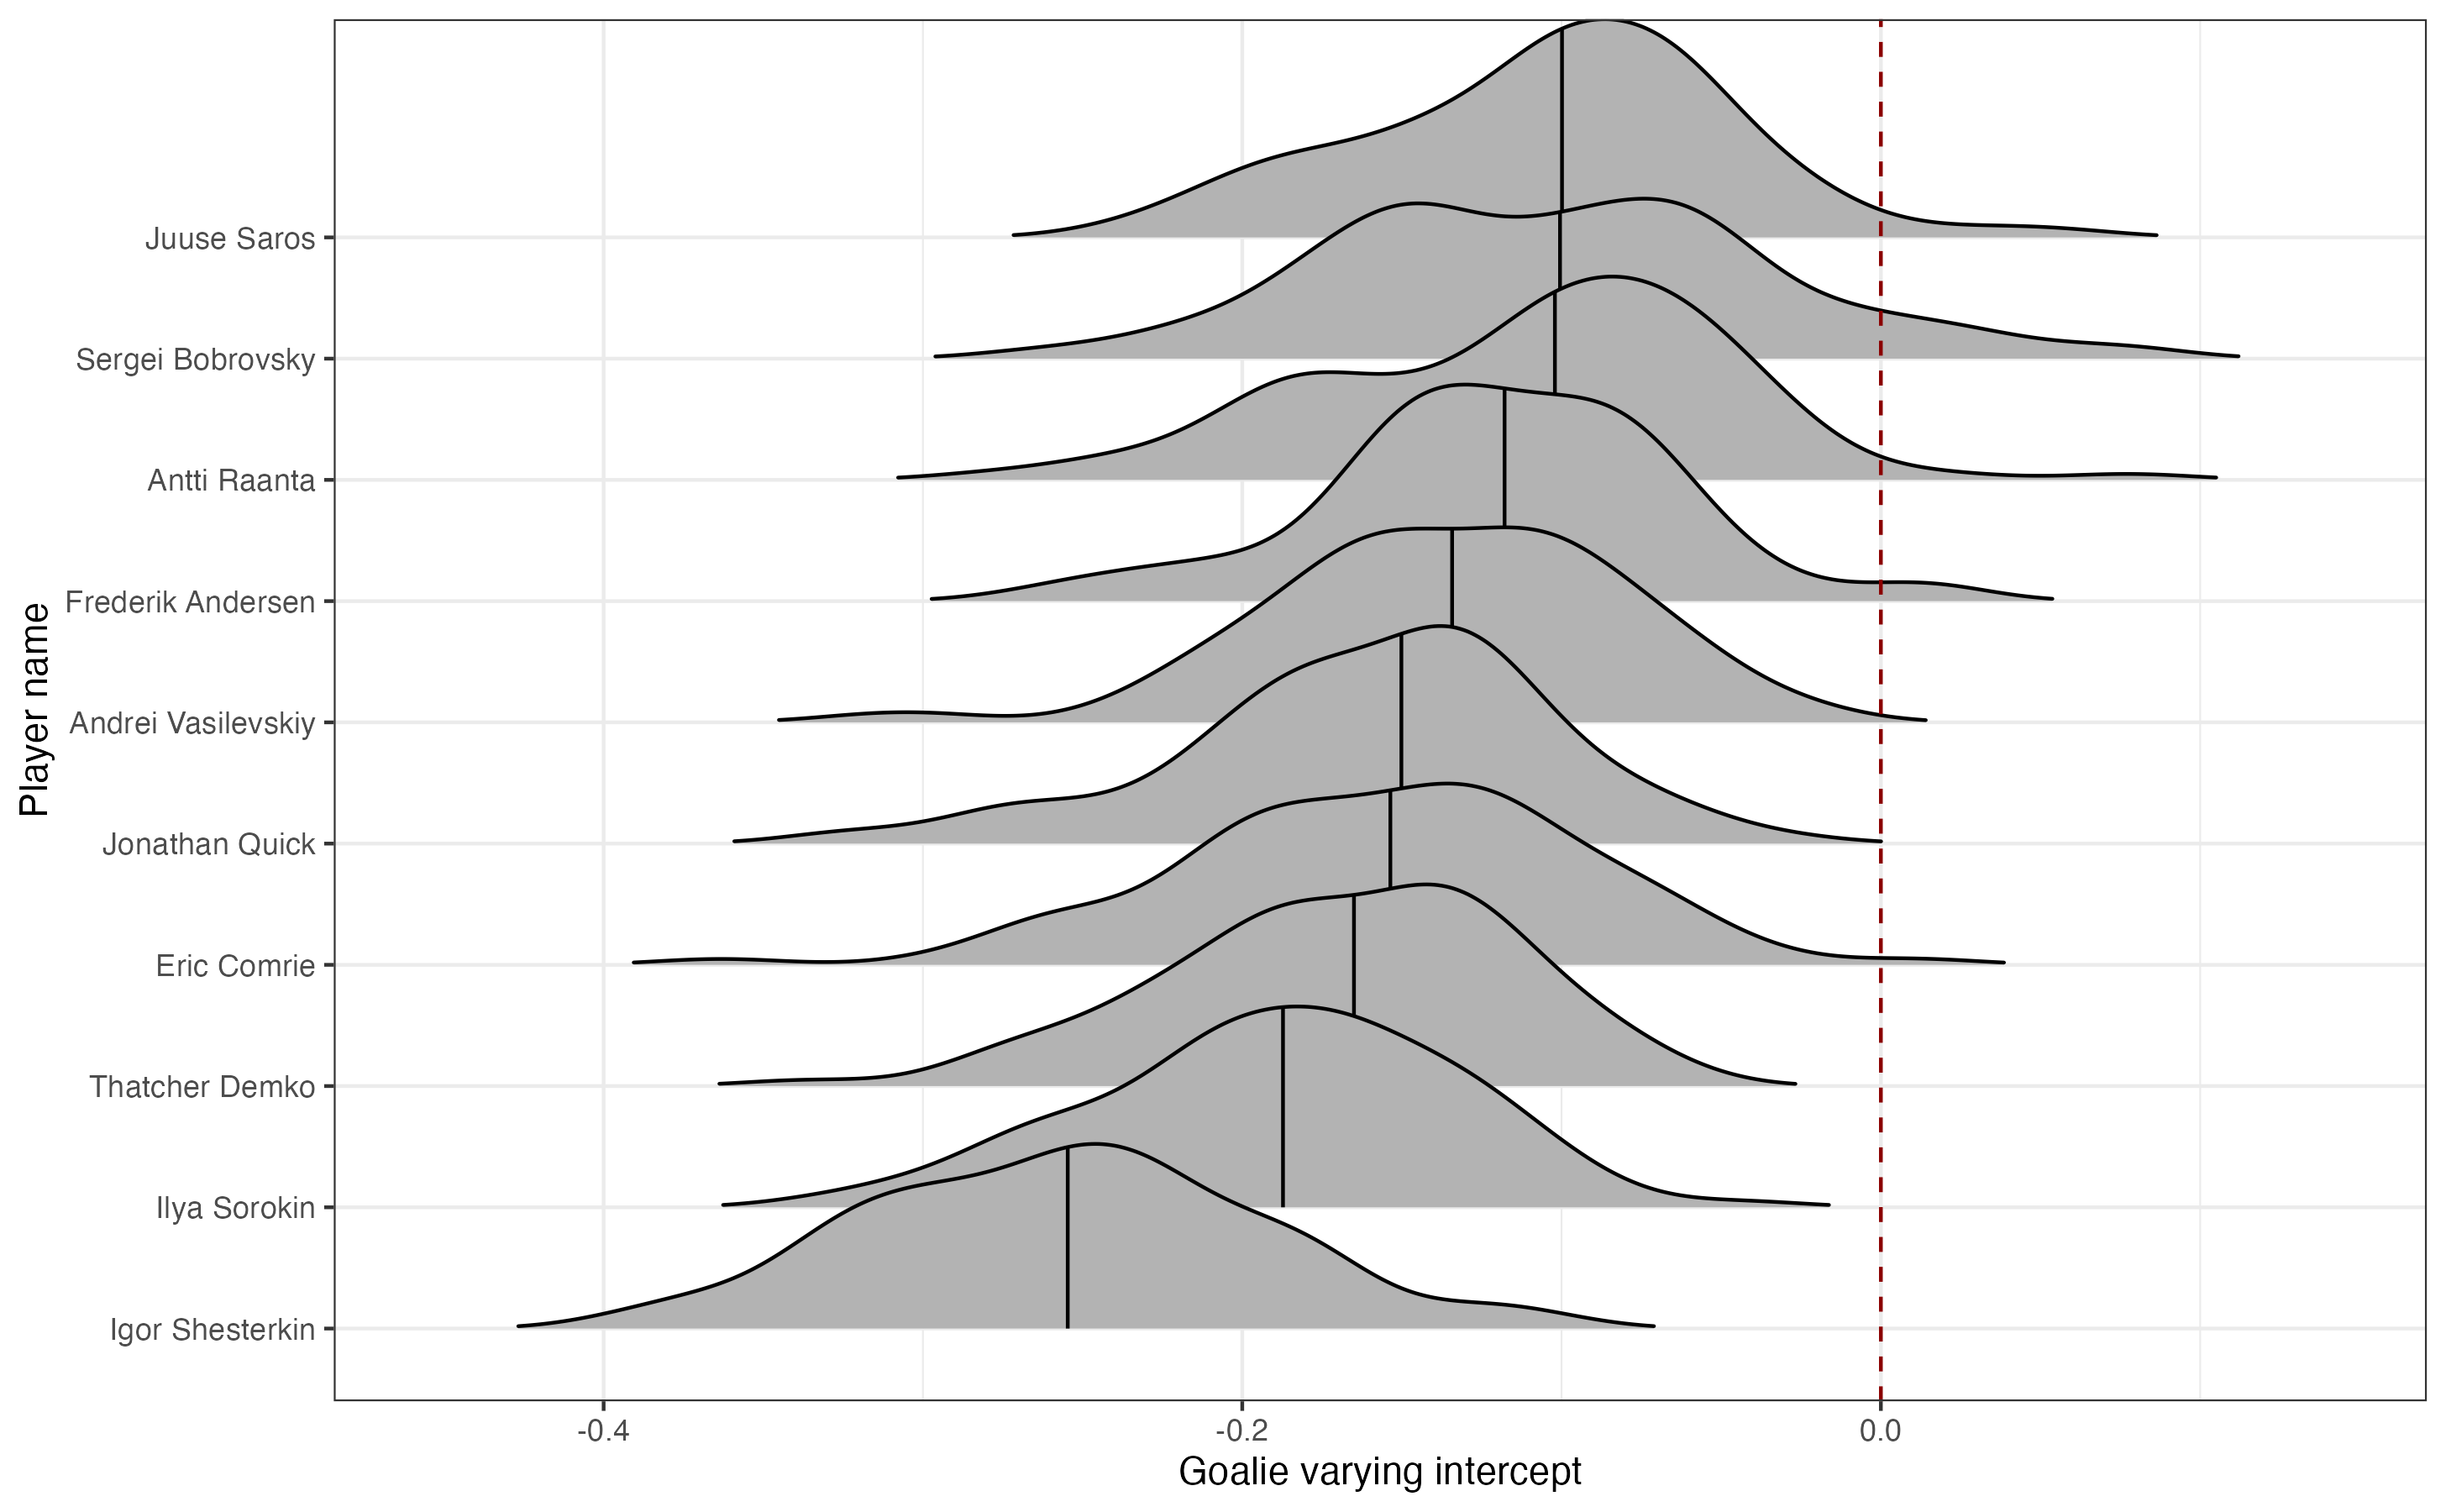 Juuse Saros
Sergei Bobrovsky
Antti Raanta
Frederik Andersen
Andrei Vasilevskiy
Jonathan Quick
Eric Comrie
Thatcher Demko
Ilya Sorokin
Igor Shesterkin
Player name
-0.4
-0.2
0.0
Goalie varying intercept